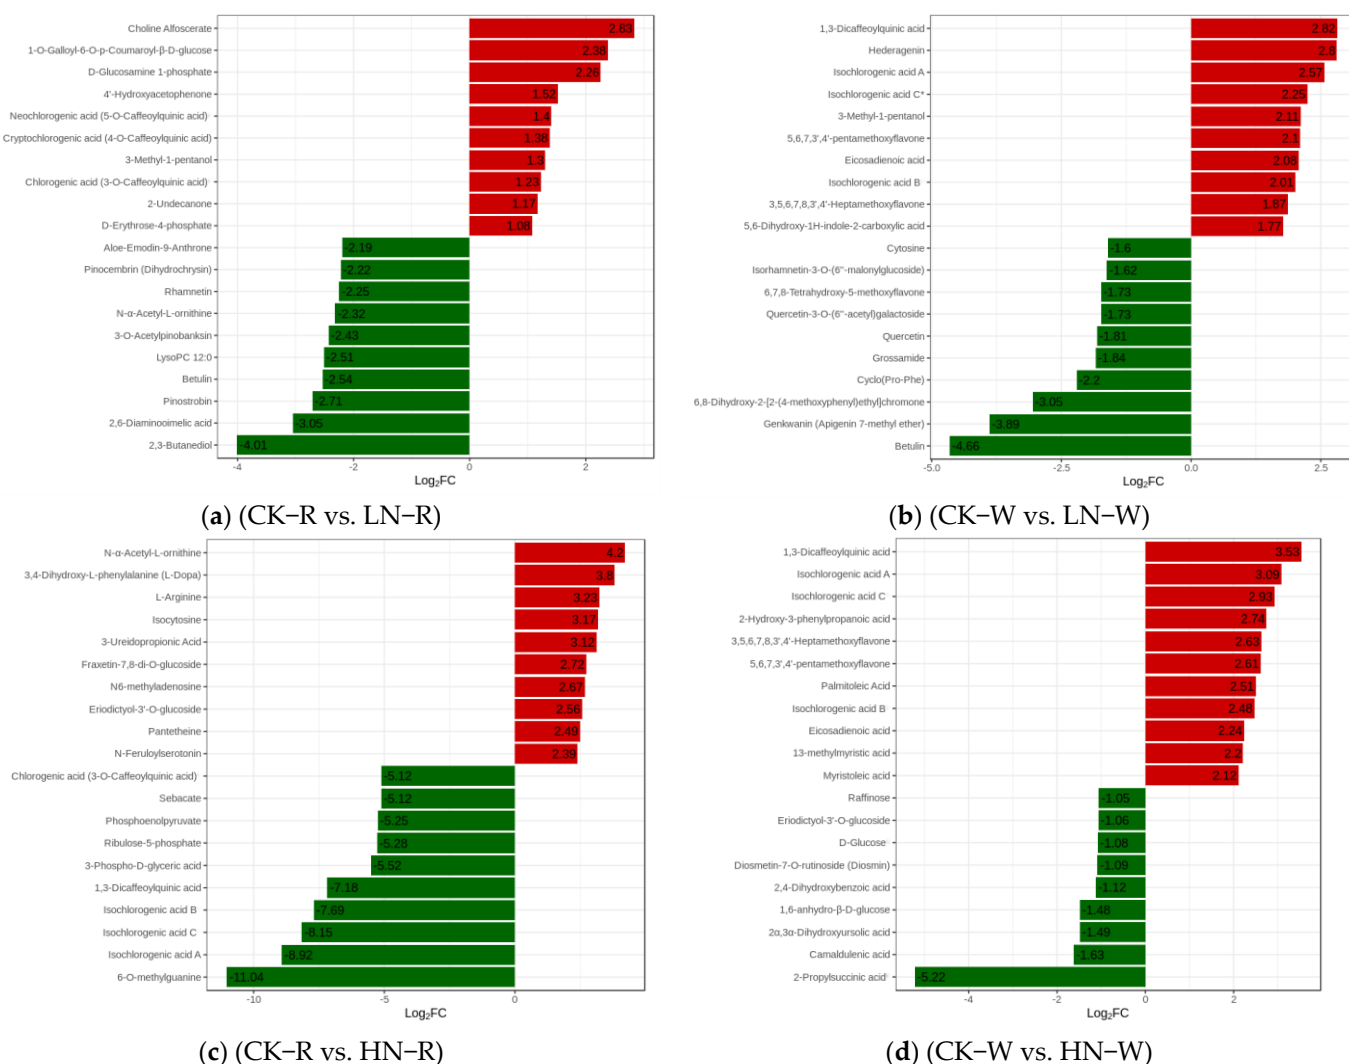 Choline Alfoscerate 2.83
1-O-Galloyl-6-O-p-Coumaroyl-β-D-glucose 2.38
D-Glucosamine 1-phosphate 2.26
4'-Hydroxyacetophenone 1.52
Neochlorogenic acid (5-O-Caffeoylquinic acid) 1.4
Cryptochlorogenic acid (4-O-Caffeoylquinic acid) 1.38
3-Methyl-1-pentanol 1.3
Chlorogenic acid (3-O-Caffeoylquinic acid) 1.23
2-Undecanone 1.17
D-Erythrose-4-phosphate 1.08
Aloe-Emodin-9-Anthrone -2.19
Pinocembrin (Dihydrochrysin) -2.22
Rhamnetin -2.25
N-α-Acetyl-L-ornithine -2.32
3-O-Acetylpinobanksin -2.43
LysoPC 12:0 -2.51
Betulin -2.54
Pinostrobin -2.71
2,6-Diaminooimelic acid -3.05
2,3-Butanediol -4.01
-4 -2 0 2
Log₂FC
(a) (CK−R vs. LN−R)
1,3-Dicaffeoylquinic acid 2.82
Hederagenin 2.8
Isochlorogenic acid A 2.57
Isochlorogenic acid C* 2.25
3-Methyl-1-pentanol 2.11
5,6,7,3',4'-pentamethoxyflavone 2.1
Eicosadienoic acid 2.08
Isochlorogenic acid B 2.01
3,5,6,7,8,3',4'-Heptamethoxyflavone 1.87
5,6-Dihydroxy-1H-indole-2-carboxylic acid 1.77
Cytosine -1.6
Isorhamnetin-3-O-(6''-malonylglucoside) -1.62
6,7,8-Tetrahydroxy-5-methoxyflavone -1.73
Quercetin-3-O-(6''-acetyl)galactoside -1.73
Quercetin -1.81
Grossamide -1.84
Cyclo(Pro-Phe) -2.2
6,8-Dihydroxy-2-[2-(4-methoxyphenyl)ethyl]chromone -3.05
Genkwanin (Apigenin 7-methyl ether) -3.89
Betulin -4.66
-5.0 -2.5 0.0 2.5
Log₂FC
(b) (CK−W vs. LN−W)
N-α-Acetyl-L-ornithine 4.2
3,4-Dihydroxy-L-phenylalanine (L-Dopa) 3.8
L-Arginine 3.23
Isocytosine 3.17
3-Ureidopropionic Acid 3.12
Fraxetin-7,8-di-O-glucoside 2.72
N6-methyladenosine 2.67
Eriodictyol-3'-O-glucoside 2.56
Pantetheine 2.49
N-Feruloylserotonin 2.39
Chlorogenic acid (3-O-Caffeoylquinic acid) -5.12
Sebacate -5.12
Phosphoenolpyruvate -5.25
Ribulose-5-phosphate -5.28
3-Phospho-D-glyceric acid -5.52
1,3-Dicaffeoylquinic acid -7.18
Isochlorogenic acid B -7.69
Isochlorogenic acid C -8.15
Isochlorogenic acid A -8.92
6-O-methylguanine -11.04
-10 -5 0
Log₂FC
(c) (CK−R vs. HN−R)
1,3-Dicaffeoylquinic acid 3.53
Isochlorogenic acid A 3.09
Isochlorogenic acid C 2.93
2-Hydroxy-3-phenylpropanoic acid 2.74
3,5,6,7,8,3',4'-Heptamethoxyflavone 2.63
5,6,7,3',4'-pentamethoxyflavone 2.61
Palmitoleic Acid 2.51
Isochlorogenic acid B 2.48
Eicosadienoic acid 2.24
13-methylmyristic acid 2.2
Myristoleic acid 2.12
Raffinose -1.05
Eriodictyol-3'-O-glucoside -1.06
D-Glucose -1.08
Diosmetin-7-O-rutinoside (Diosmin) -1.09
2,4-Dihydroxybenzoic acid -1.12
1,6-anhydro-β-D-glucose -1.48
2α,3α-Dihydroxyursolic acid -1.49
Camaldulenic acid -1.63
2-Propylsuccinic acid -5.22
-4 -2 0 2
Log₂FC
(d) (CK−W vs. HN−W)